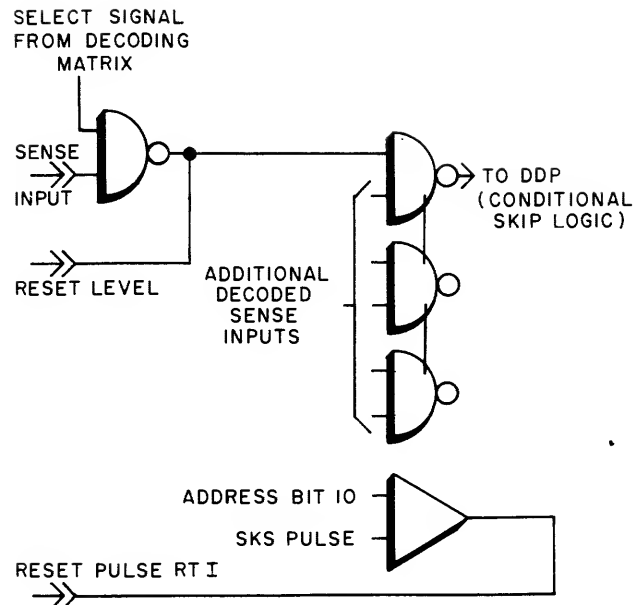 SELECT SIGNAL
FROM DECODING
MATRIX
SENSE
INPUT
TO DDP
(CONDITIONAL
SKIP LOGIC)
RESET LEVEL
ADDITIONAL
DECODED
SENSE
INPUTS
ADDRESS BIT 10
SKS PULSE
RESET PULSE RT I